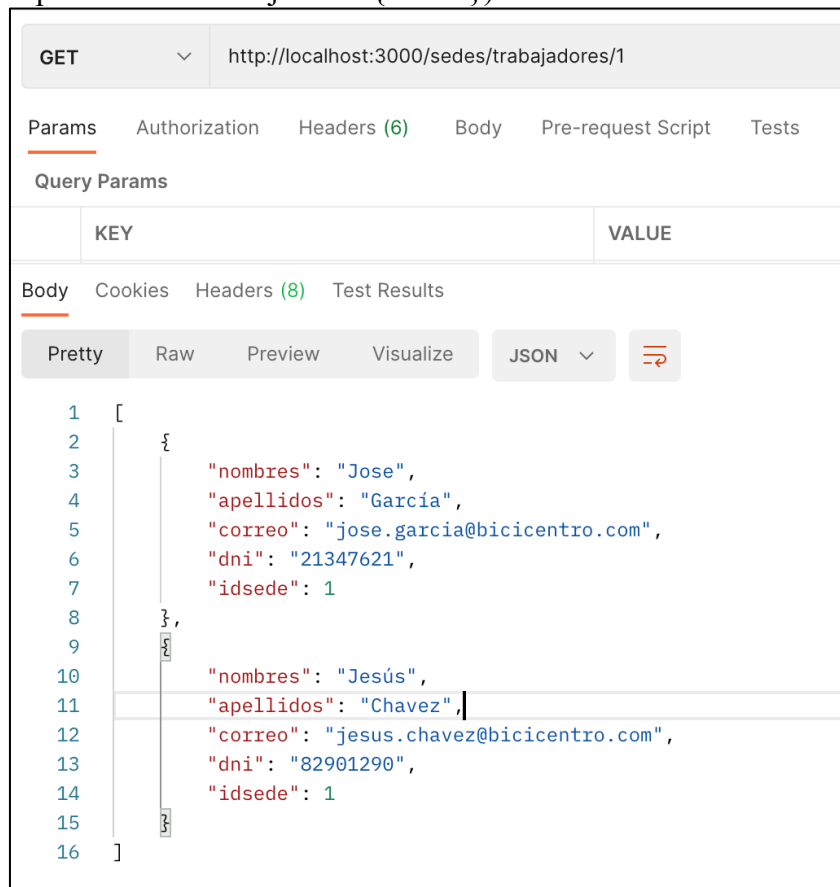 GET http://localhost:3000/sedes/trabajadores/1
Params Authorization Headers (6) Body Pre-request Script Tests
Query Params
KEY VALUE
Body Cookies Headers (8) Test Results
Pretty Raw Preview Visualize JSON
1 [
2 {
3 "nombres": "Jose",
4 "apellidos": "García",
5 "correo": "jose.garcia@bicicentro.com",
6 "dni": "21347621",
7 "idsede": 1
8 },
9 {
10 "nombres": "Jesús",
11 "apellidos": "Chavez",
12 "correo": "jesus.chavez@bicicentro.com",
13 "dni": "82901290",
14 "idsede": 1
15 }
16 ]